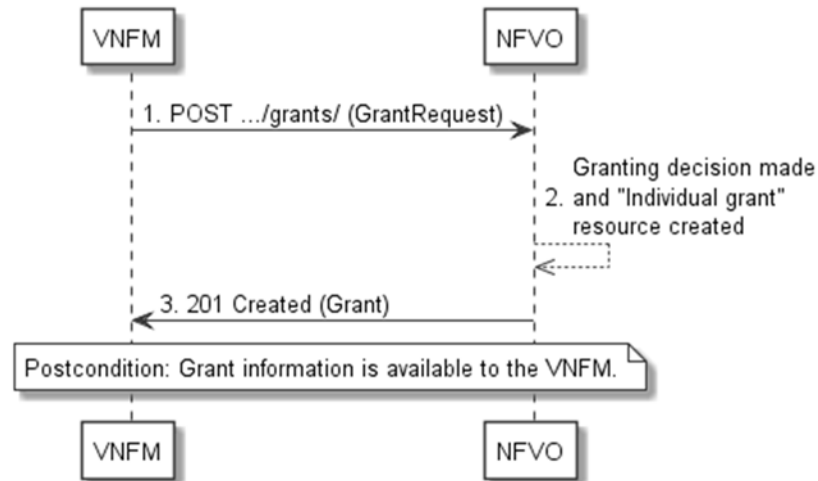 VNFM
NFVO
1. POST .../grants/ (GrantRequest)
Granting decision made
2. and "Individual grant"
resource created
3. 201 Created (Grant)
Postcondition: Grant information is available to the VNFM.
VNFM
NFVO